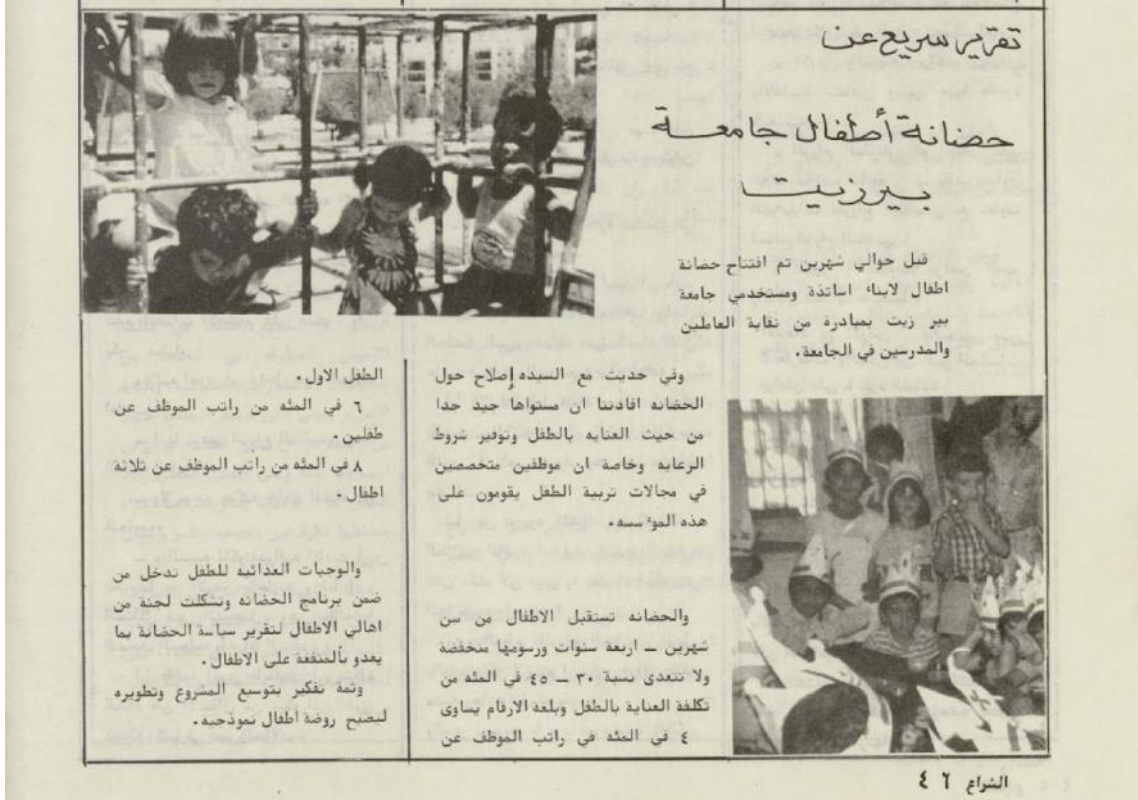 تقرير سريع عن
حضانة أطفال جامعة
بيرزيت
قبل حوالي شهرين تم افتتاح حضانة
اطفال لابناء اساتذة ومستخدمي جامعة
بير زيت بمبادرة من نقابة العاملين
والمدرسين في الجامعة.
وفي حديث مع السيده إصلاح حول
الحضانه افادتنا ان مستواها جيد جدا
من حيث العنايه بالطفل وتوفير شروط
الرعايه وخاصة ان موظفين متخصصين
في مجالات تربية الطفل يقومون على
هذه الموءسسه.
والحضانه تستقبل الاطفال من سن
شهرين – اربعة سنوات ورسومها منخفضة
ولا تتعدى نسبة ٣٠ – ٤٥ في المئه من
تكلفة العناية بالطفل وبلغة الارقام يساوى
٤ في المئه في راتب الموظف عن
الطفل الاول.
٦ في المئه من راتب الموظف عن
طفلين.
٨ في المئه من راتب الموظف عن ثلاثة
اطفال.
والوجبات الغذائيه للطفل تدخل من
ضمن برنامج الحضانه وتشكلت لجنة من
اهالي الاطفال لتقرير سياسة الحضانة بما
يعدو بألمنفعة على الاطفال.
وثمة تفكير بتوسيع المشروع وتطويره
ليصبح روضة اطفال نموذجيه.
الشراع ٤٦